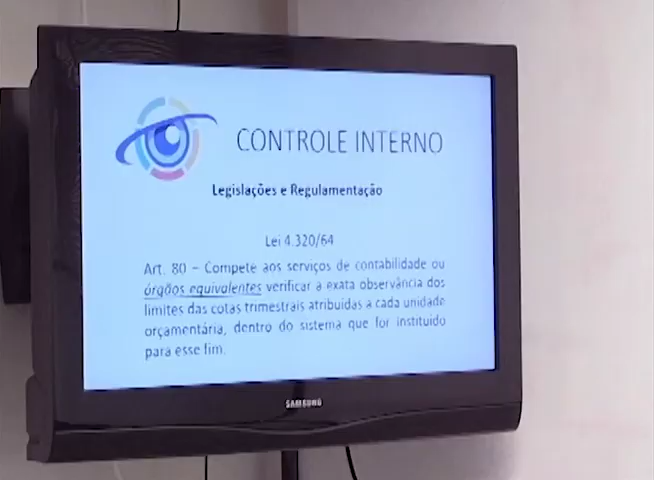 CONTROLE INTERNO
Legislações e Regulamentação
Lei 4.320/64
Art. 80 – Compete aos serviços de contabilidade ou
órgãos equivalentes verificar a exata observância dos
limites das cotas trimestrais atribuídas a cada unidade
orçamentária, dentro do sistema que for instituído
para esse fim.
SAMSUNG